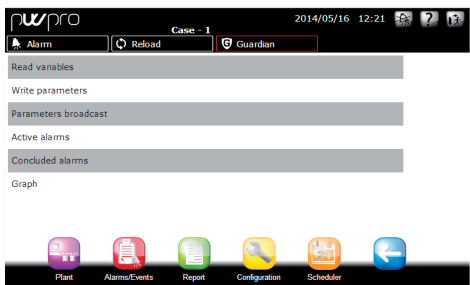 pwpro
Case - 1
2014/05/16 12:21
?
Alarm Reload G Guardian
Read variables
Write parameters
Parameters broadcast
Active alarms
Concluded alarms
Graph
Plant Alarms/Events Report Configuration Scheduler